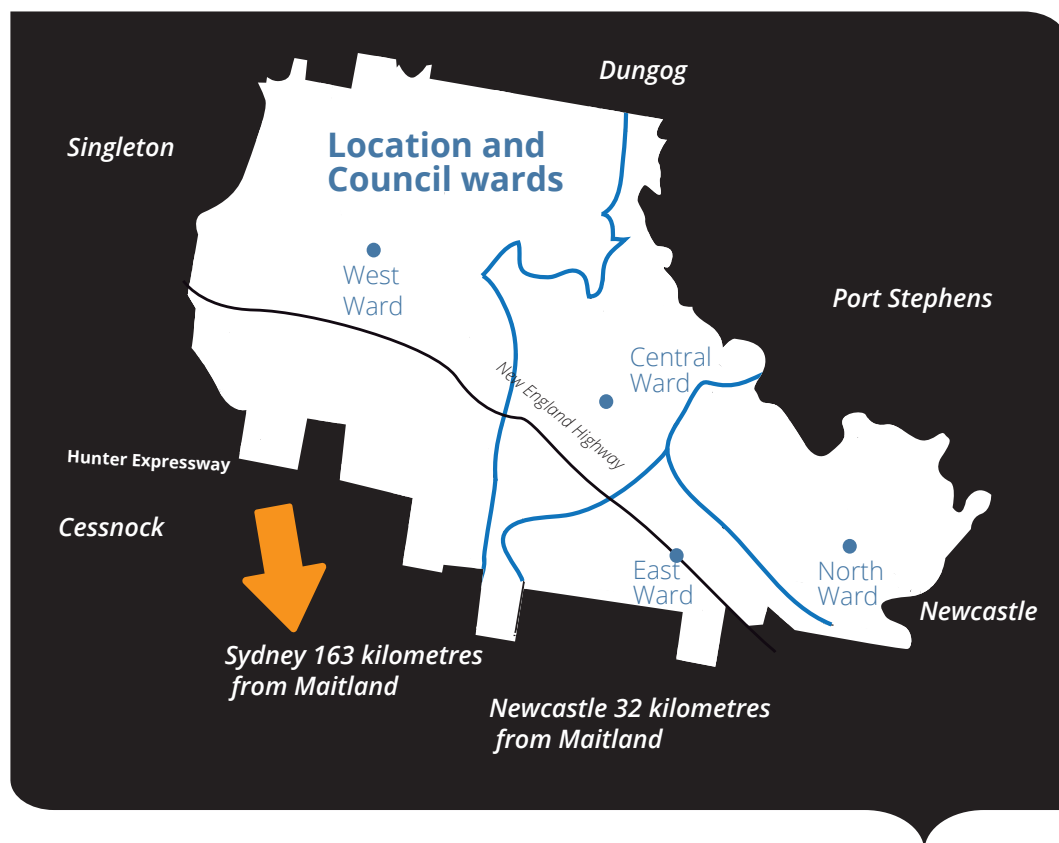 Dungog
Singleton
Location and
Council wards
West
Ward
Port Stephens
Central
Ward
New England Highway
Hunter Expressway
Cessnock
East
Ward
North
Ward
Newcastle
Sydney 163 kilometres
from Maitland
Newcastle 32 kilometres
from Maitland